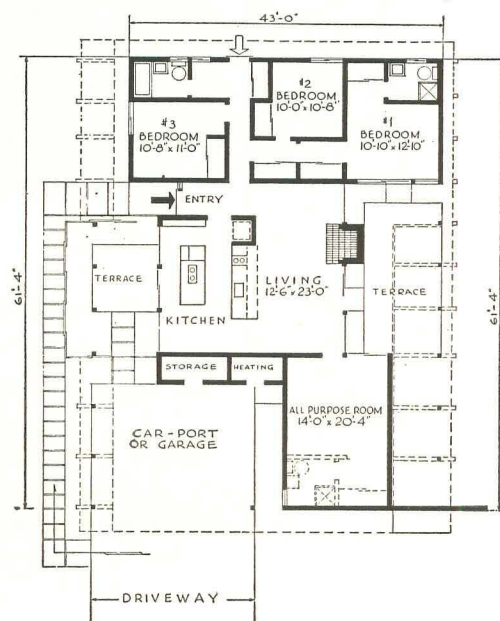 43'-0"
#2
BEDROOM
10'-0" x 10'-8"
#3
BEDROOM
10'-8" x 11'-0"
#1
BEDROOM
10'-10" x 12'-10"
ENTRY
61'-4"
TERRACE
LIVING
12'-6" x 23'-0"
TERRACE
61'-4"
KITCHEN
STORAGE
HEATING
ALL PURPOSE ROOM
14'-0" x 20'-4"
CAR-PORT
OR GARAGE
DRIVEWAY